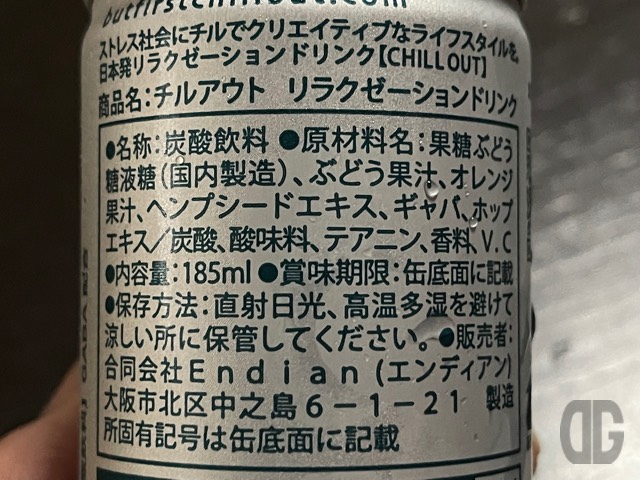 butfirstchillout.com
ストレス社会にチルでクリエイティブなライフスタイルを。
日本発リラクゼーションドリンク【CHILL OUT】
商品名:チルアウト リラクゼーションドリンク
●名称:炭酸飲料 ●原材料名:果糖ぶどう
糖液糖(国内製造)、ぶどう果汁、オレンジ
果汁、ヘンプシードエキス、ギャバ、ホップ
エキス/炭酸、酸味料、テアニン、香料、V.C
●内容量:185ml ●賞味期限:缶底面に記載
●保存方法:直射日光、高温多湿を避けて
涼しい所に保管してください。 ●販売者:
合同会社Endian(エンディアン)
大阪市北区中之島6-1-21 製造
所固有記号は缶底面に記載
DG